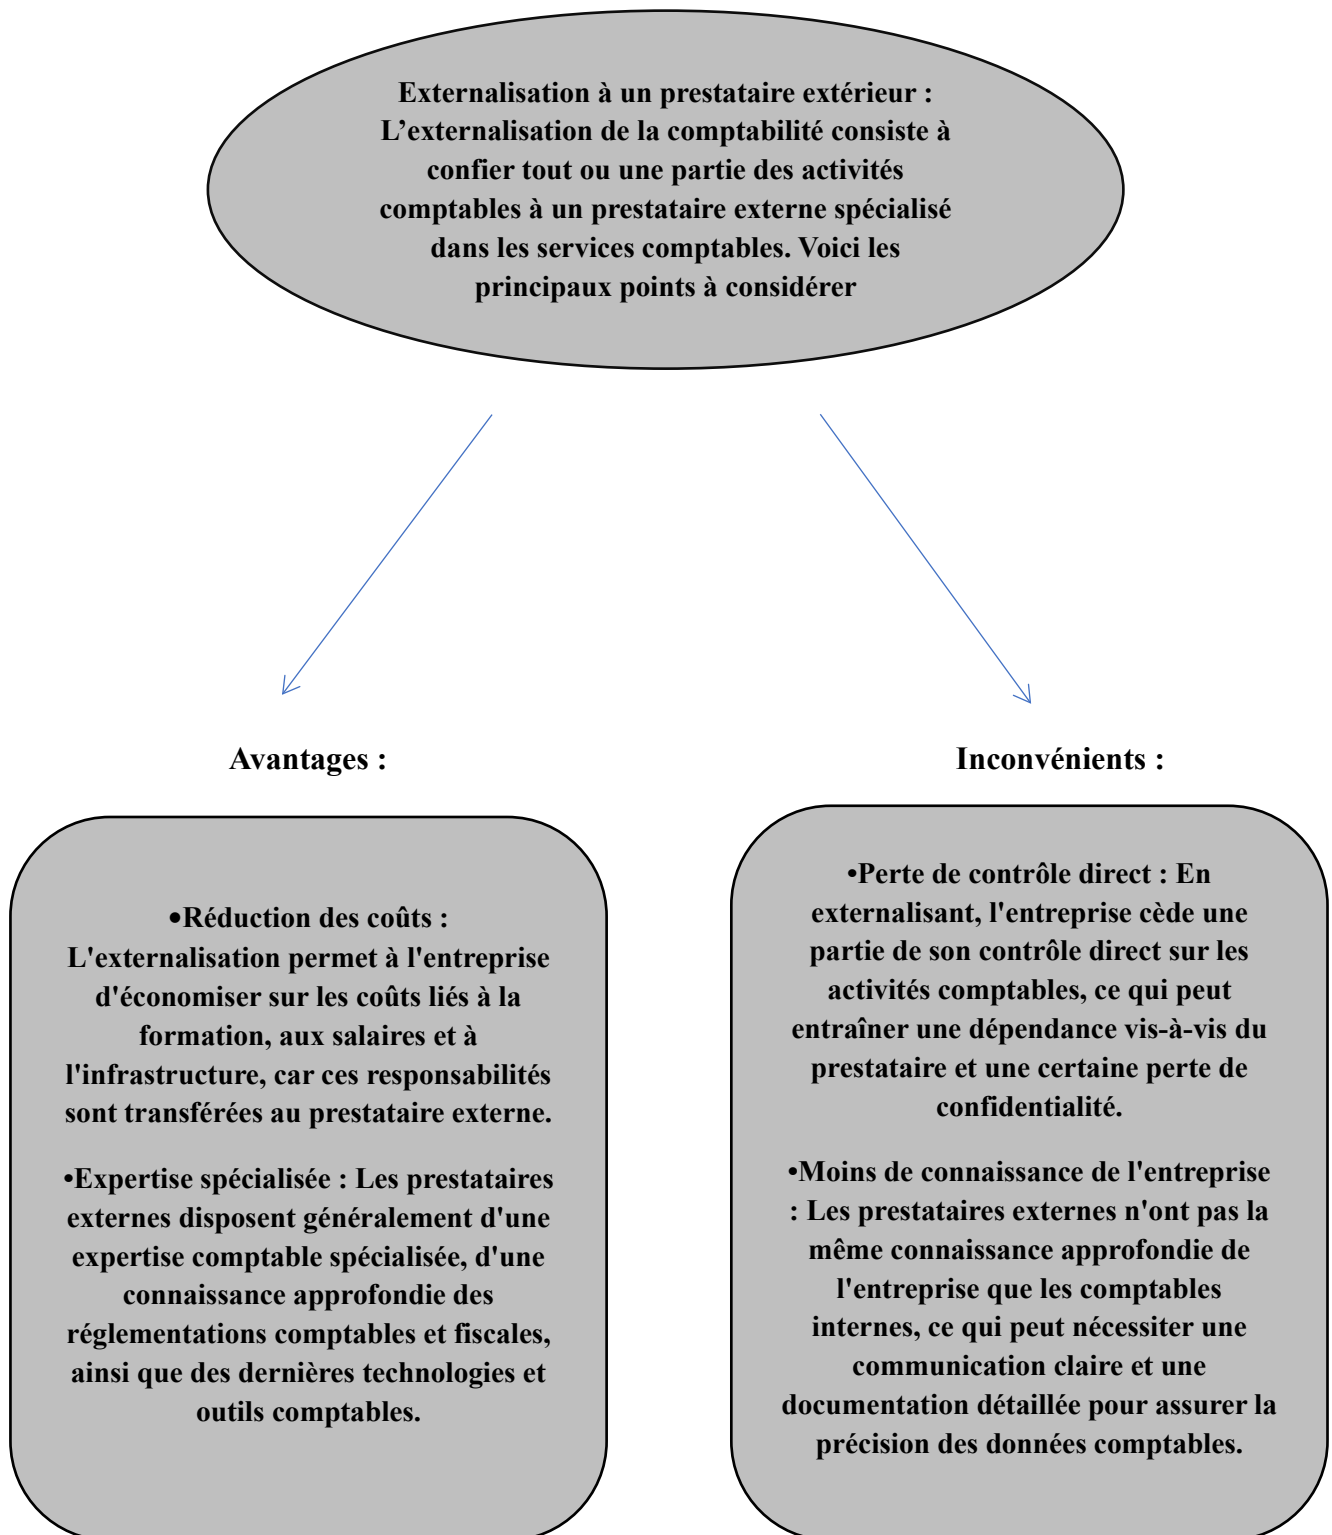 Externalisation à un prestataire extérieur :
L’externalisation de la comptabilité consiste à
confier tout ou une partie des activités
comptables à un prestataire externe spécialisé
dans les services comptables. Voici les
principaux points à considérer
Avantages :
•Réduction des coûts :
L'externalisation permet à l'entreprise
d'économiser sur les coûts liés à la
formation, aux salaires et à
l'infrastructure, car ces responsabilités
sont transférées au prestataire externe.
•Expertise spécialisée : Les prestataires
externes disposent généralement d'une
expertise comptable spécialisée, d'une
connaissance approfondie des
réglementations comptables et fiscales,
ainsi que des dernières technologies et
outils comptables.
Inconvénients :
•Perte de contrôle direct : En
externalisant, l'entreprise cède une
partie de son contrôle direct sur les
activités comptables, ce qui peut
entraîner une dépendance vis-à-vis du
prestataire et une certaine perte de
confidentialité.
•Moins de connaissance de l'entreprise
: Les prestataires externes n'ont pas la
même connaissance approfondie de
l'entreprise que les comptables
internes, ce qui peut nécessiter une
communication claire et une
documentation détaillée pour assurer la
précision des données comptables.